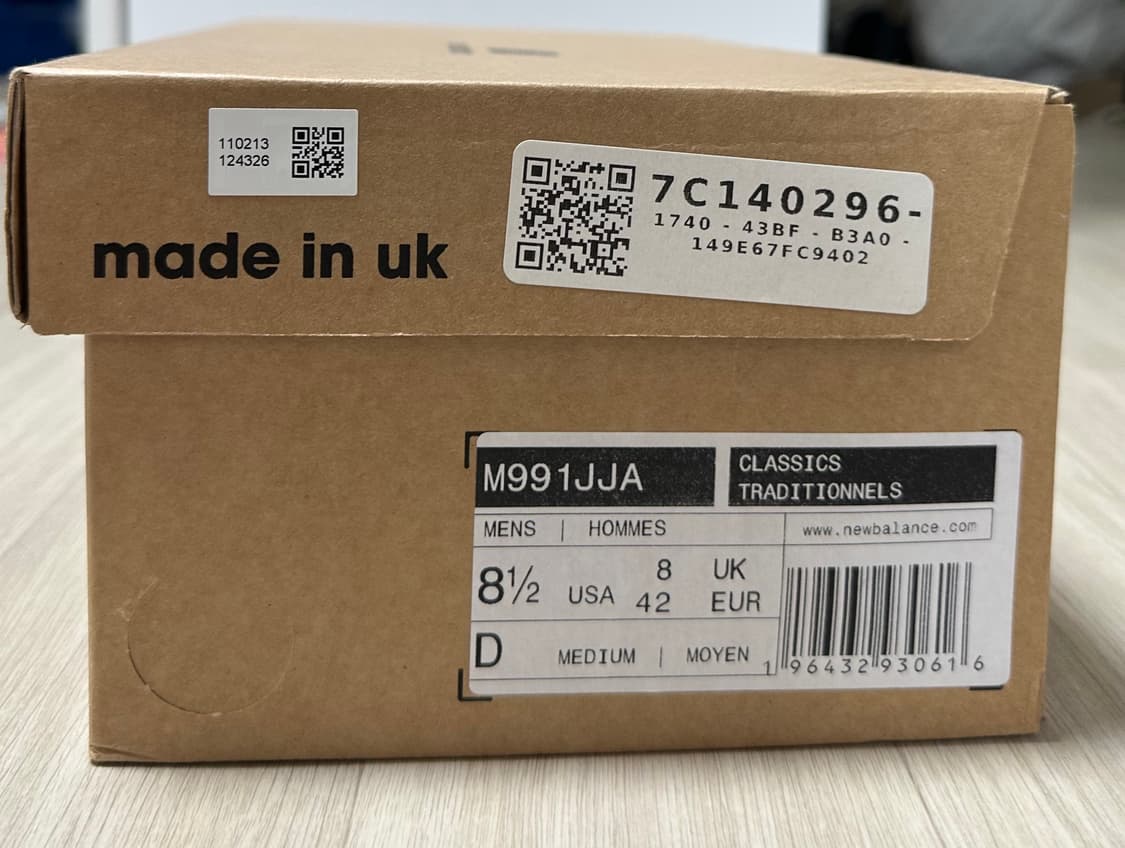 110213
124326
made in uk
7C140296-
1740 - 43BF - B3A0 -
149E67FC9402
M991JJA
CLASSICS
TRADITIONNELS
MENS | HOMMES
www.newbalance.com
8½ USA 8 UK
42 EUR
D MEDIUM | MOYEN
1 96432 93061 6